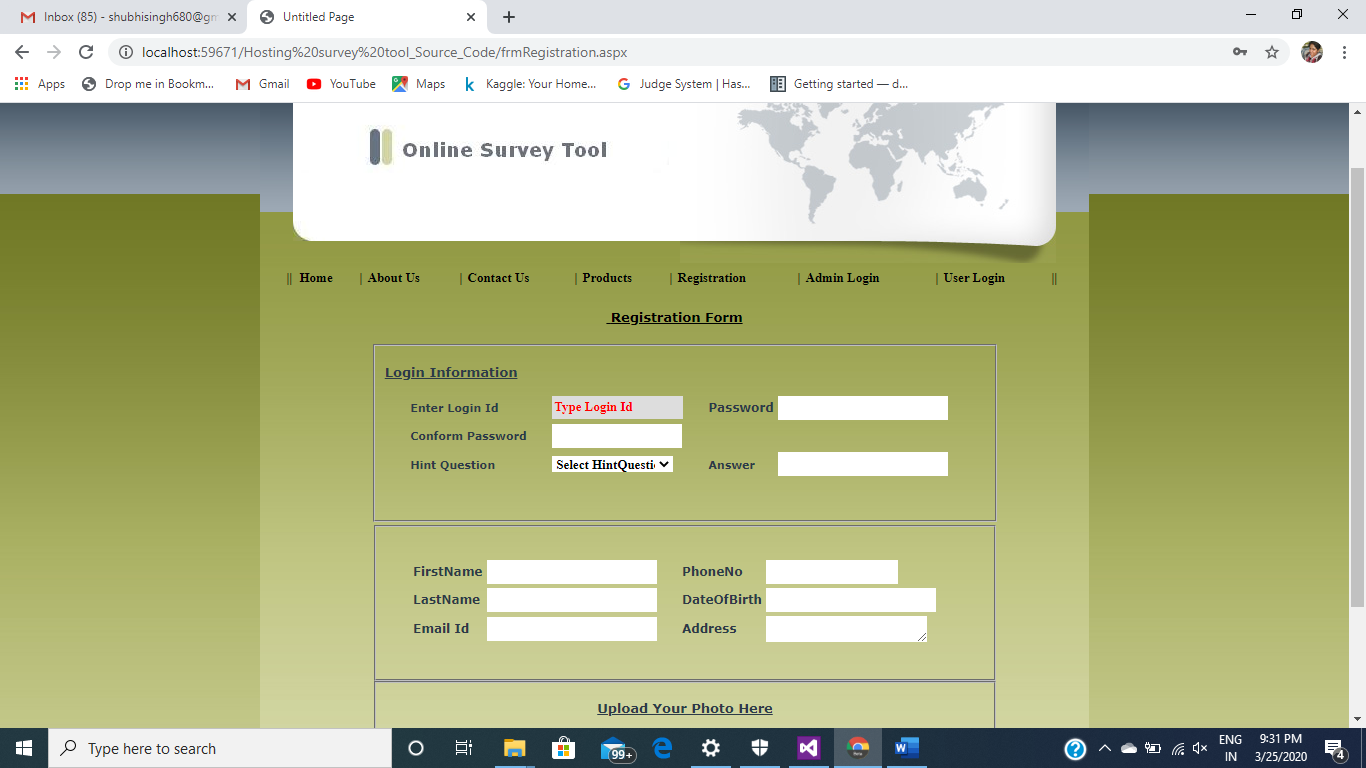 Inbox (85) - shubhisingh680@gm
Untitled Page
localhost:59671/Hosting%20survey%20tool_Source_Code/frmRegistration.aspx
Apps Drop me in Bookm... Gmail YouTube Maps Kaggle: Your Home... Judge System | Has... Getting started — d...
Online Survey Tool
|| Home | About Us | Contact Us | Products | Registration | Admin Login | User Login ||
Registration Form
Login Information
Enter Login Id Type Login Id Password
Conform Password
Hint Question Select HintQuesti Answer
FirstName PhoneNo
LastName DateOfBirth
Email Id Address
Upload Your Photo Here
Type here to search
99+
ENG
IN
9:31 PM
3/25/2020
4